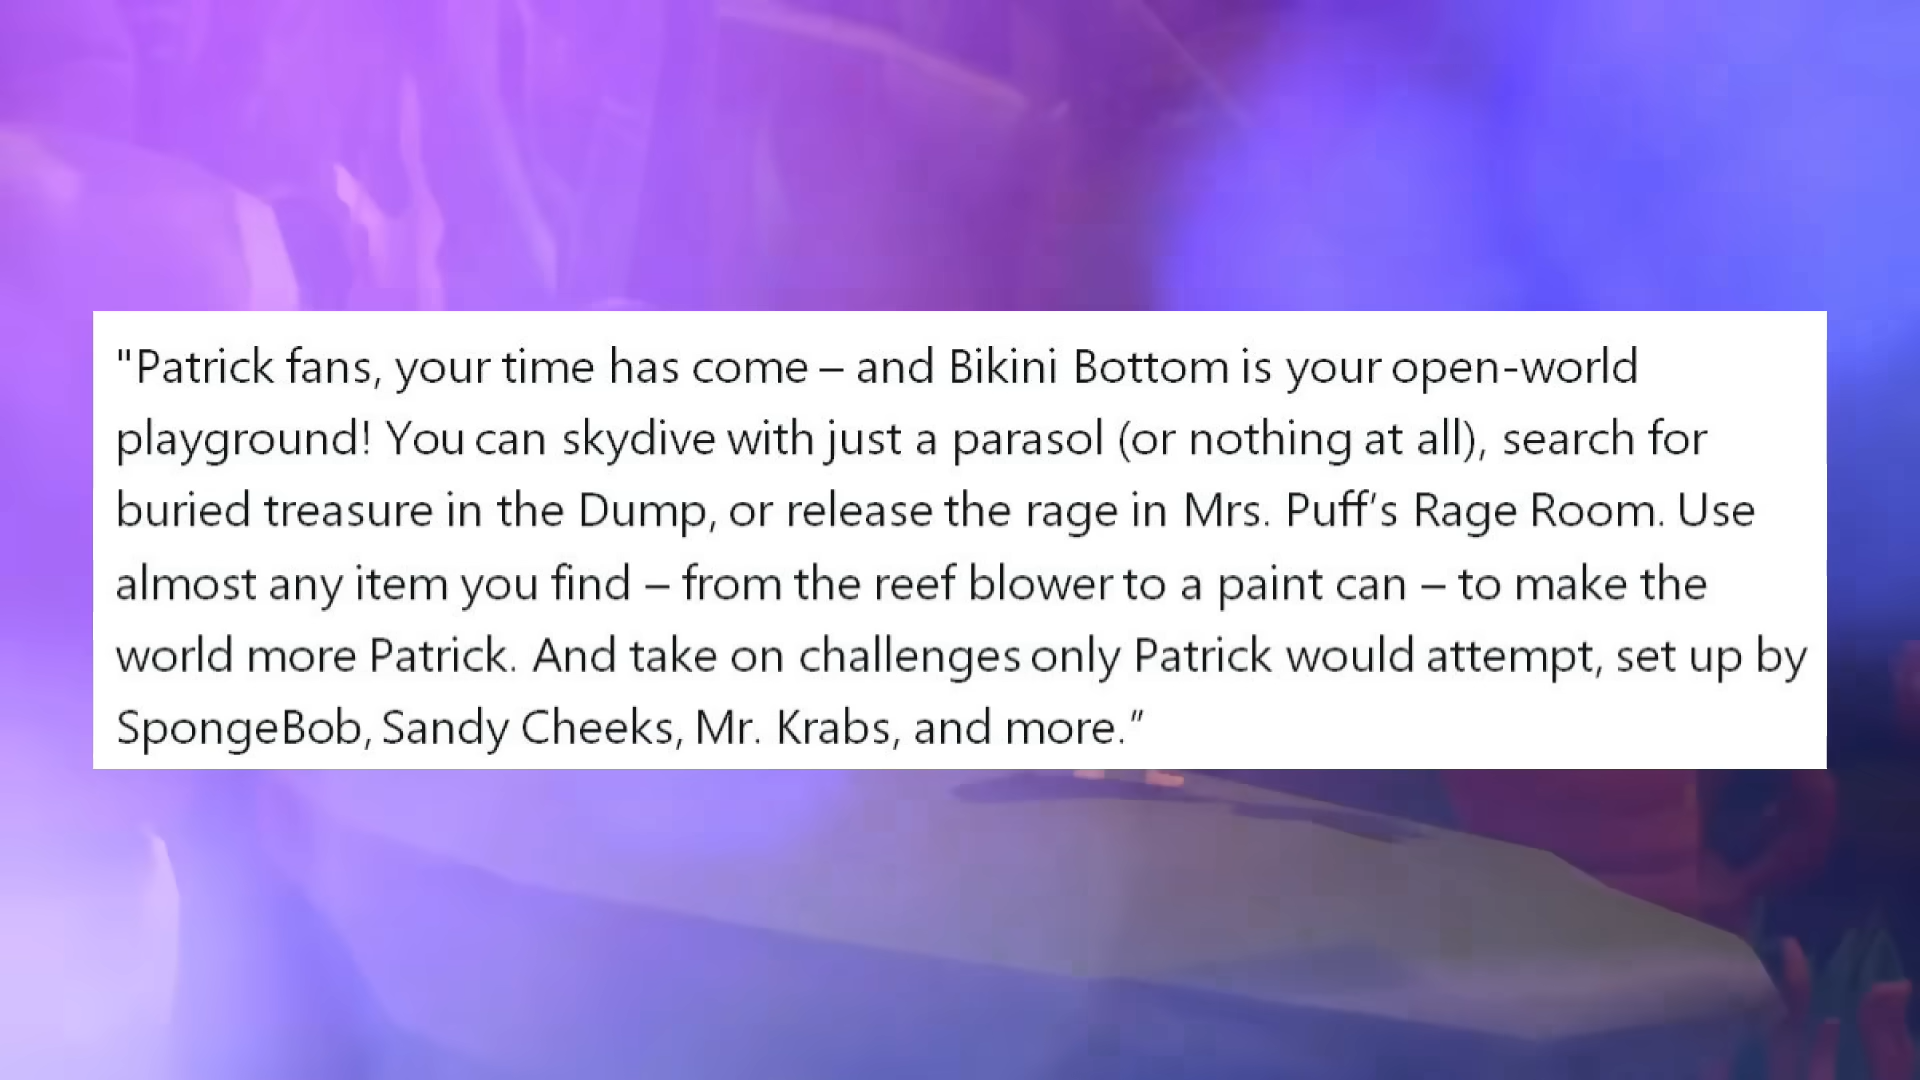 "Patrick fans, your time has come – and Bikini Bottom is your open-world
playground! You can skydive with just a parasol (or nothing at all), search for
buried treasure in the Dump, or release the rage in Mrs. Puff’s Rage Room. Use
almost any item you find – from the reef blower to a paint can – to make the
world more Patrick. And take on challenges only Patrick would attempt, set up by
SpongeBob, Sandy Cheeks, Mr. Krabs, and more.”